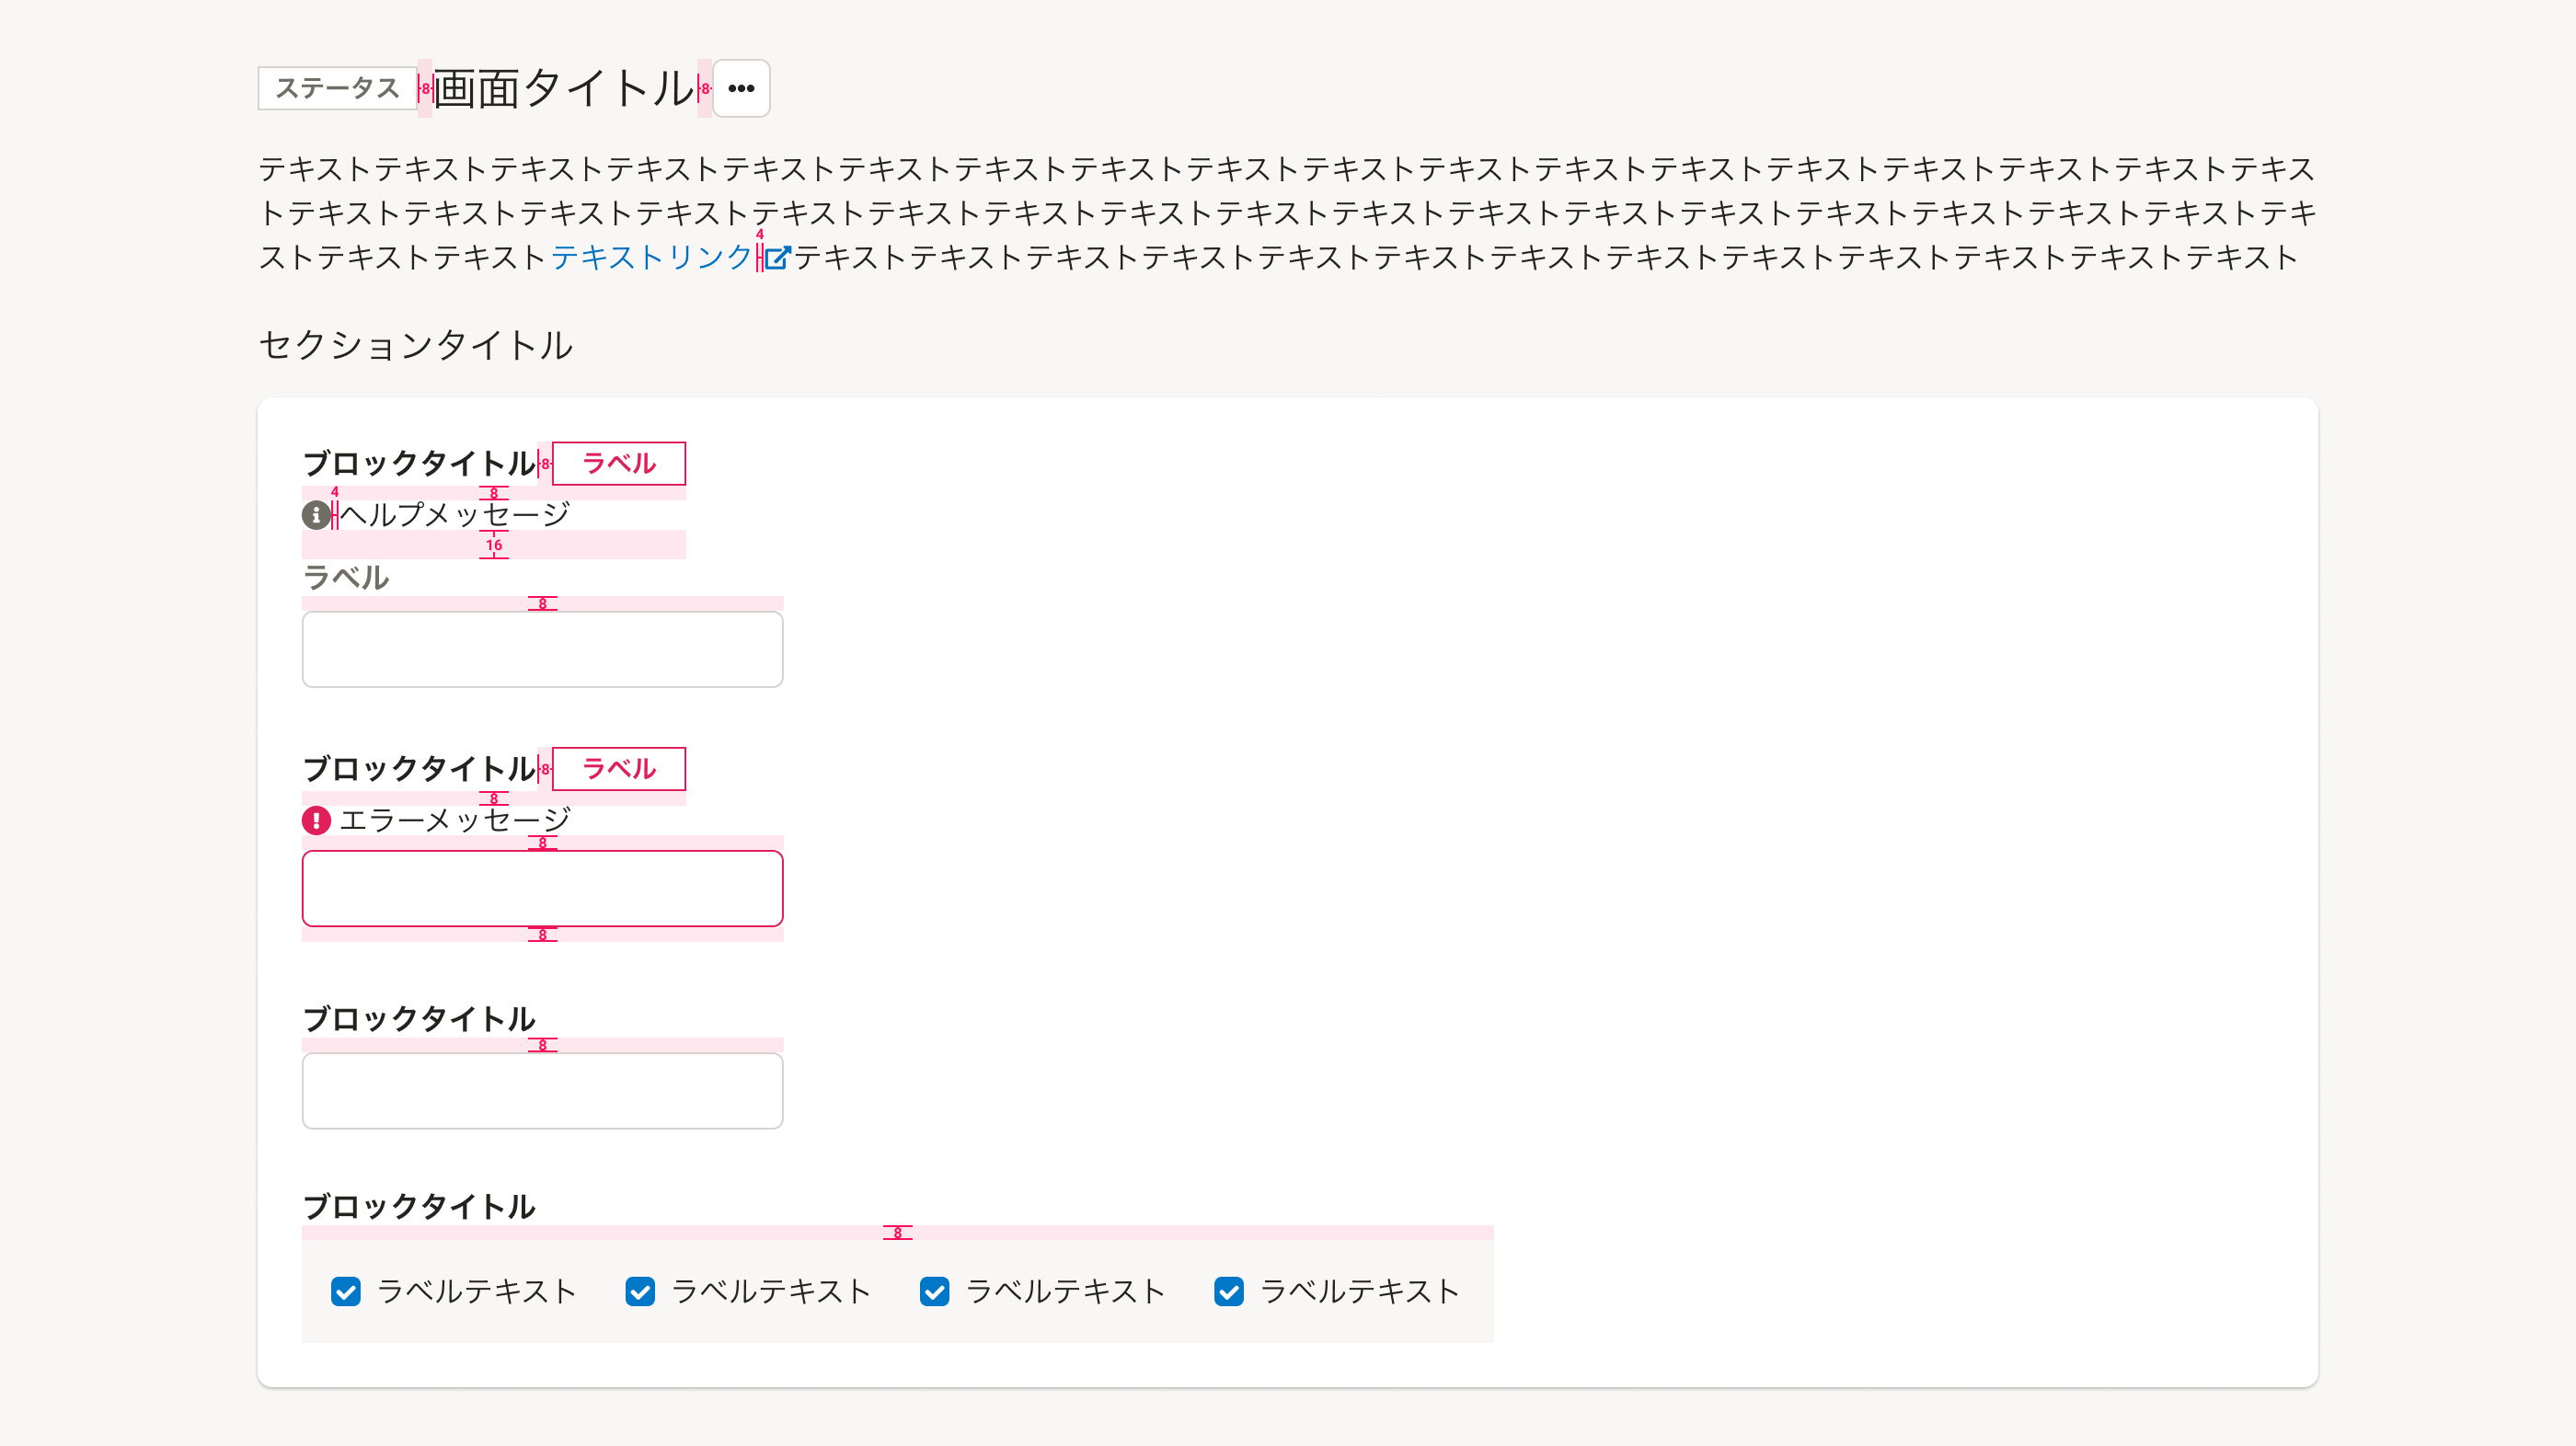 ステータス 8 画面タイトル 8
テキストテキストテキストテキストテキストテキストテキストテキストテキストテキストテキストテキストテキストテキストテキストテキストテキストテキス
トテキストテキストテキストテキストテキストテキストテキストテキストテキストテキストテキストテキストテキストテキストテキストテキストテキストテキ
ストテキストテキストテキストリンク 4 テキストテキストテキストテキストテキストテキストテキストテキストテキストテキストテキストテキストテキスト
セクションタイトル
ブロックタイトル 8 ラベル
8
4 ヘルプメッセージ
16
ラベル
8
ブロックタイトル 8 ラベル
8
エラーメッセージ
8
8
ブロックタイトル
8
ブロックタイトル
8
ラベルテキスト ラベルテキスト ラベルテキスト ラベルテキスト